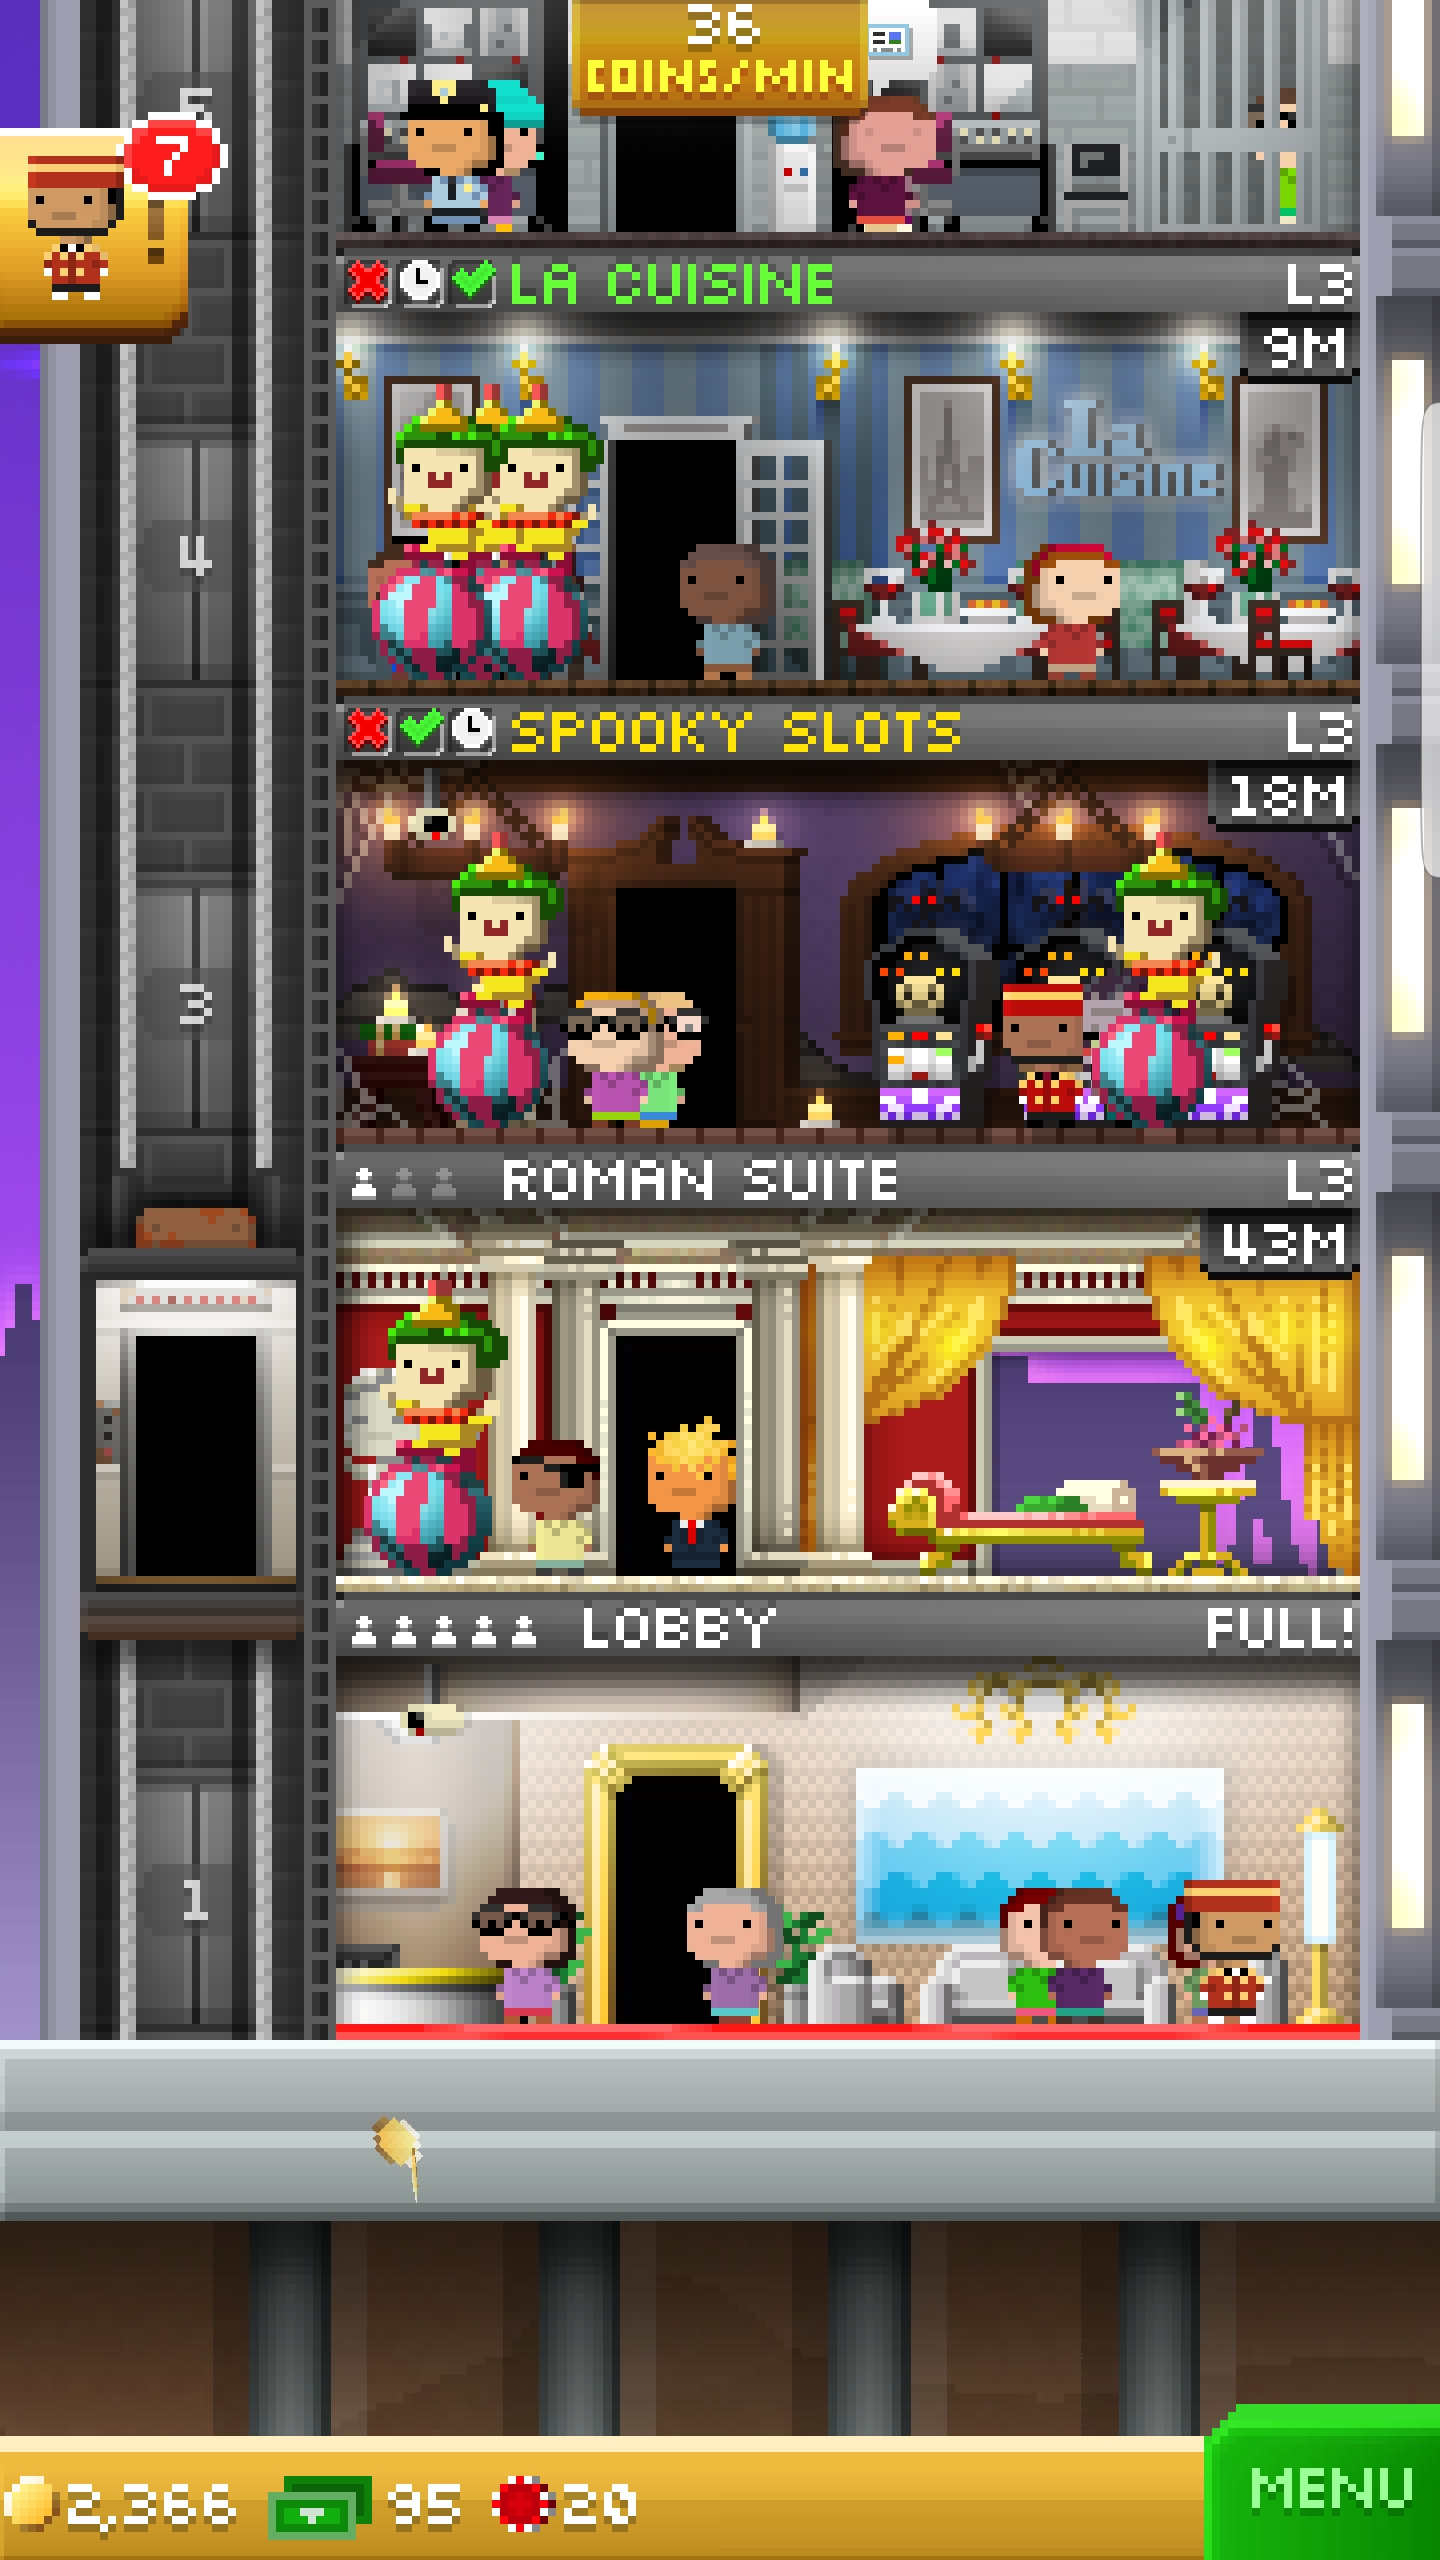 36
COINS/MIN
5
7
!
LA CUISINE L3
9M
La
Cuisine
4
SPOOKY SLOTS L3
18M
3
ROMAN SUITE L3
43M
LOBBY FULL!
1
2,366 95 20
MENU